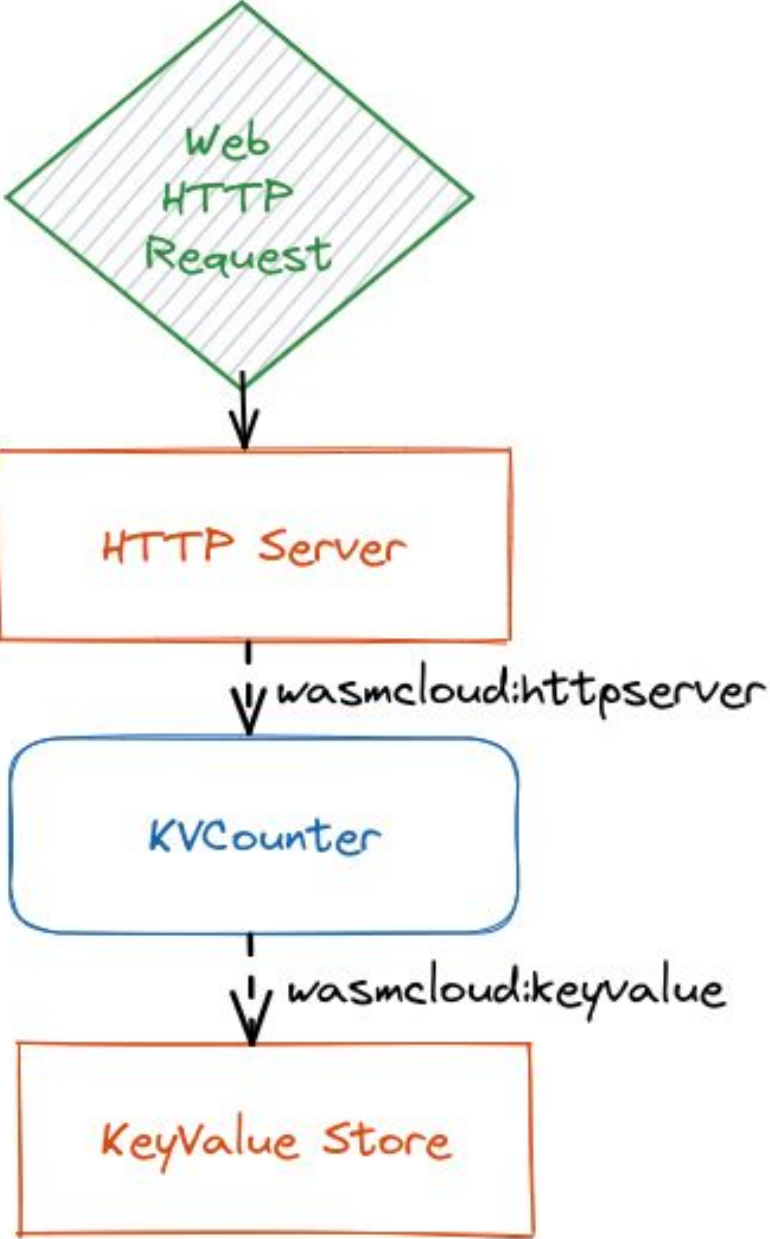 Web
HTTP
Request
HTTP Server
wasmcloud:httpserver
KVCounter
wasmcloud:keyvalue
KeyValue Store